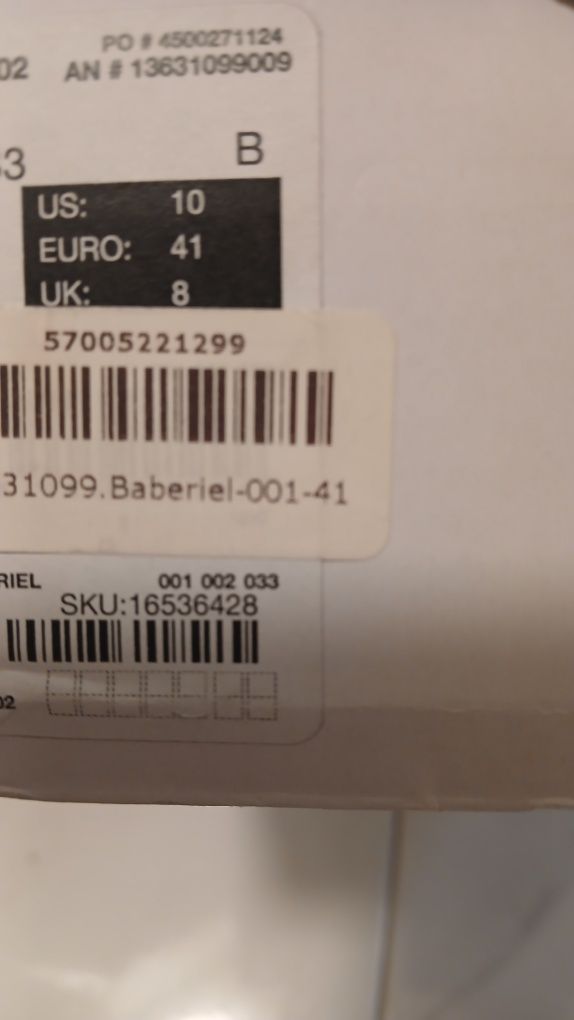 02
PO # 4500271124
AN # 13631099009
33 B
US: 10
EURO: 41
UK: 8
57005221299
31099.Baberiel-001-41
RIEL 001 002 033
SKU:16536428
02